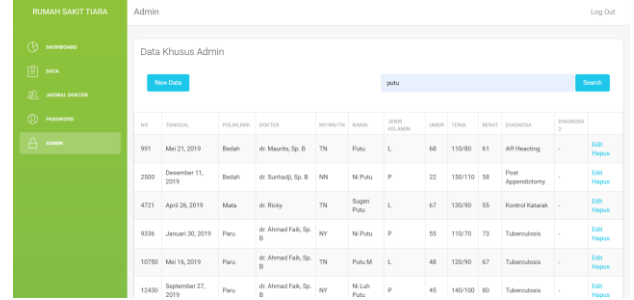 RUMAH SAKIT TIARA
Admin
Log Out
DASHBOARD
DATA
JADWAL DOKTER
PASSWORD
ADMIN
Data Khusus Admin
New Data
putu
Search
NO TANGGAL POLIKLINIK DOKTER NY/NN/TN NAMA JENIS KELAMIN UMUR TENSI BERAT DIAGNOSA DIAGNOSA 2
991 Mei 21, 2019 Bedah dr. Maurits, Sp. B TN Putu L 68 110/80 61 Aff Heacting - Edit Hapus
2500 Desember 11, 2019 Bedah dr. Sunhadji, Sp. B NN Ni Putu P 22 150/110 58 Post Appendictomy - Edit Hapus
4721 April 26, 2019 Mata dr. Ricky TN Sugen Putu L 67 130/90 55 Kontrol Katarak - Edit Hapus
9336 Januari 30, 2019 Paru dr. Ahmad Faik, Sp. B NY Ni Putu P 55 110/70 73 Tuberculosis - Edit Hapus
10750 Mei 16, 2019 Paru dr. Ahmad Faik, Sp. B TN Putu M L 48 120/90 67 Tuberculosis - Edit Hapus
12430 September 27, 2019 Paru dr. Ahmad Faik, Sp. B NY Ni Luh Putu P 45 140/100 80 Tuberculosis - Edit Hapus